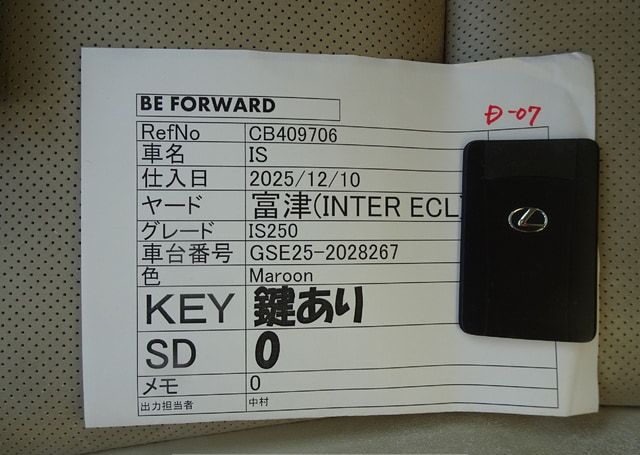 BE FORWARD
Ð-07
RefNo CB409706
車名 IS
仕入日 2025/12/10
ヤード 富津(INTER ECL
グレード IS250
車台番号 GSE25-2028267
色 Maroon
KEY 鍵あり
SD 0
メモ 0
出力担当者 中村